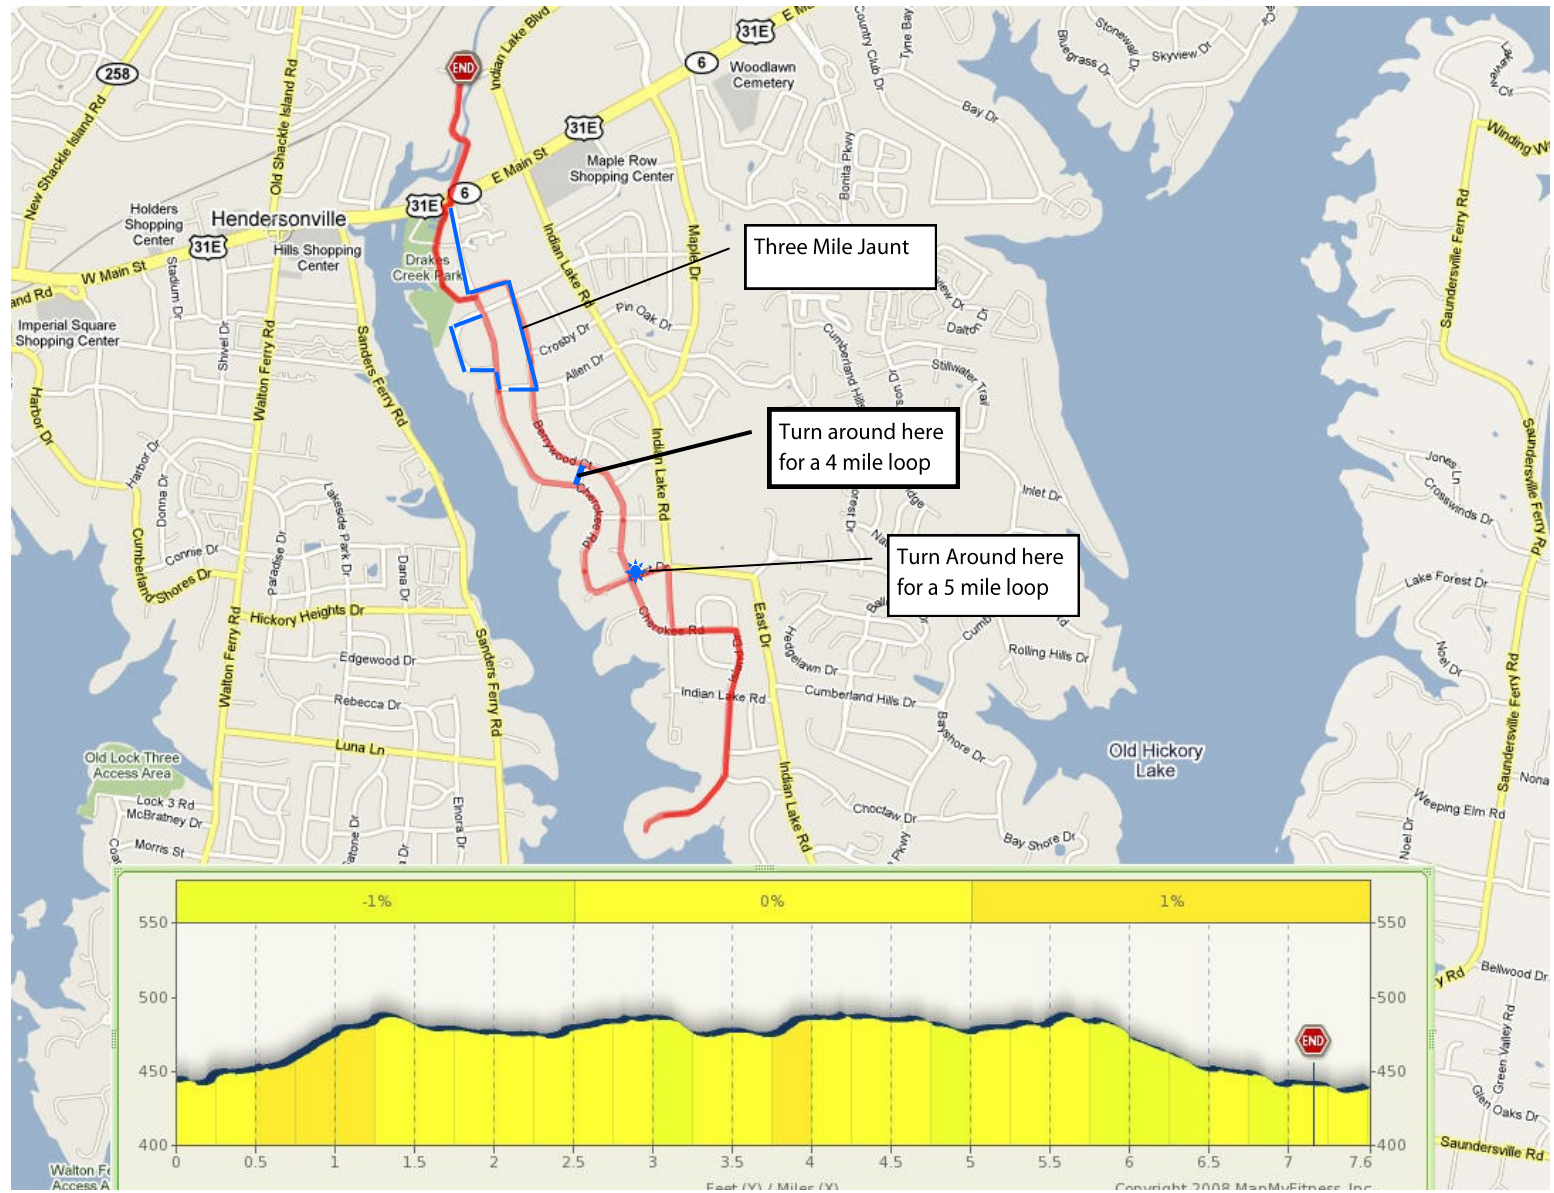 258
New Shackle Island Rd
Old Shackle Island Rd
END
Indian Lake Blvd
31E
6
Woodlawn
Cemetery
Country Club Dr
Tyne Bay
Bluegrass Dr
Stonewall Dr
Skyview Dr
Bay Dr
Bonita Pkwy
Winding
31E
E Main St
Maple Row
Shopping Center
Holders
Shopping
Center
Hendersonville
31E
6
31E
Hills Shopping
Center
W Main St
Stadium Dr
Drakes
Creek Park
Indian Lake Rd
Maple Dr
Three Mile Jaunt
Saundersville Ferry Rd
Imperial Square
Shopping Center
Shivel Dr
Walton Ferry Rd
Sanders Ferry Rd
Crosby Dr
Pin Oak Dr
Allen Dr
Cumberland Hills
Dalton Dr
Stillwater Trail
Harbor Dr
Harbor Dr
Donna Dr
Berrywood
Cherokee Rd
Indian Lake Rd
Turn around here
for a 4 mile loop
Inlet Dr
Jones Ln
Crosswinds Dr
Saundersville Ferry Rd
Lakeside Park Dr
Paradise Dr
Dana Dr
Connie Dr
Cumberland
Shores Dr
Hickory Heights Dr
Turn Around here
for a 5 mile loop
Lake Forest Dr
Walton Ferry Rd
Sanders Ferry Rd
Cherokee Rd
East Dr
Hedgelawn Dr
Rolling Hills Dr
Noel Dr
Edgewood Dr
Rebecca Dr
Indian Lake Rd
Cumberland Hills Dr
Bayshore Dr
Saundersville Ferry Rd
Luna Ln
Old Lock Three
Access Area
Old Hickory
Lake
Indian Lake Rd
Lock 3 Rd
McBratney Dr
Morris St
Elnora Dr
Choctaw Dr
Bay Shore Dr
Pkwy
Weeping Elm Rd
Noel Dr
-1% 0% 1%
550 550
500 500
END
450 450
400 400
0 0.5 1 1.5 2 2.5 3 3.5 4 4.5 5 5.5 6 6.5 7 7.6
Feet (Y) / Miles (X)
Copyright 2008 MapMyFitness, Inc
Bellwood Dr
Green Valley Rd
Glen Oaks Dr
Saundersville Rd